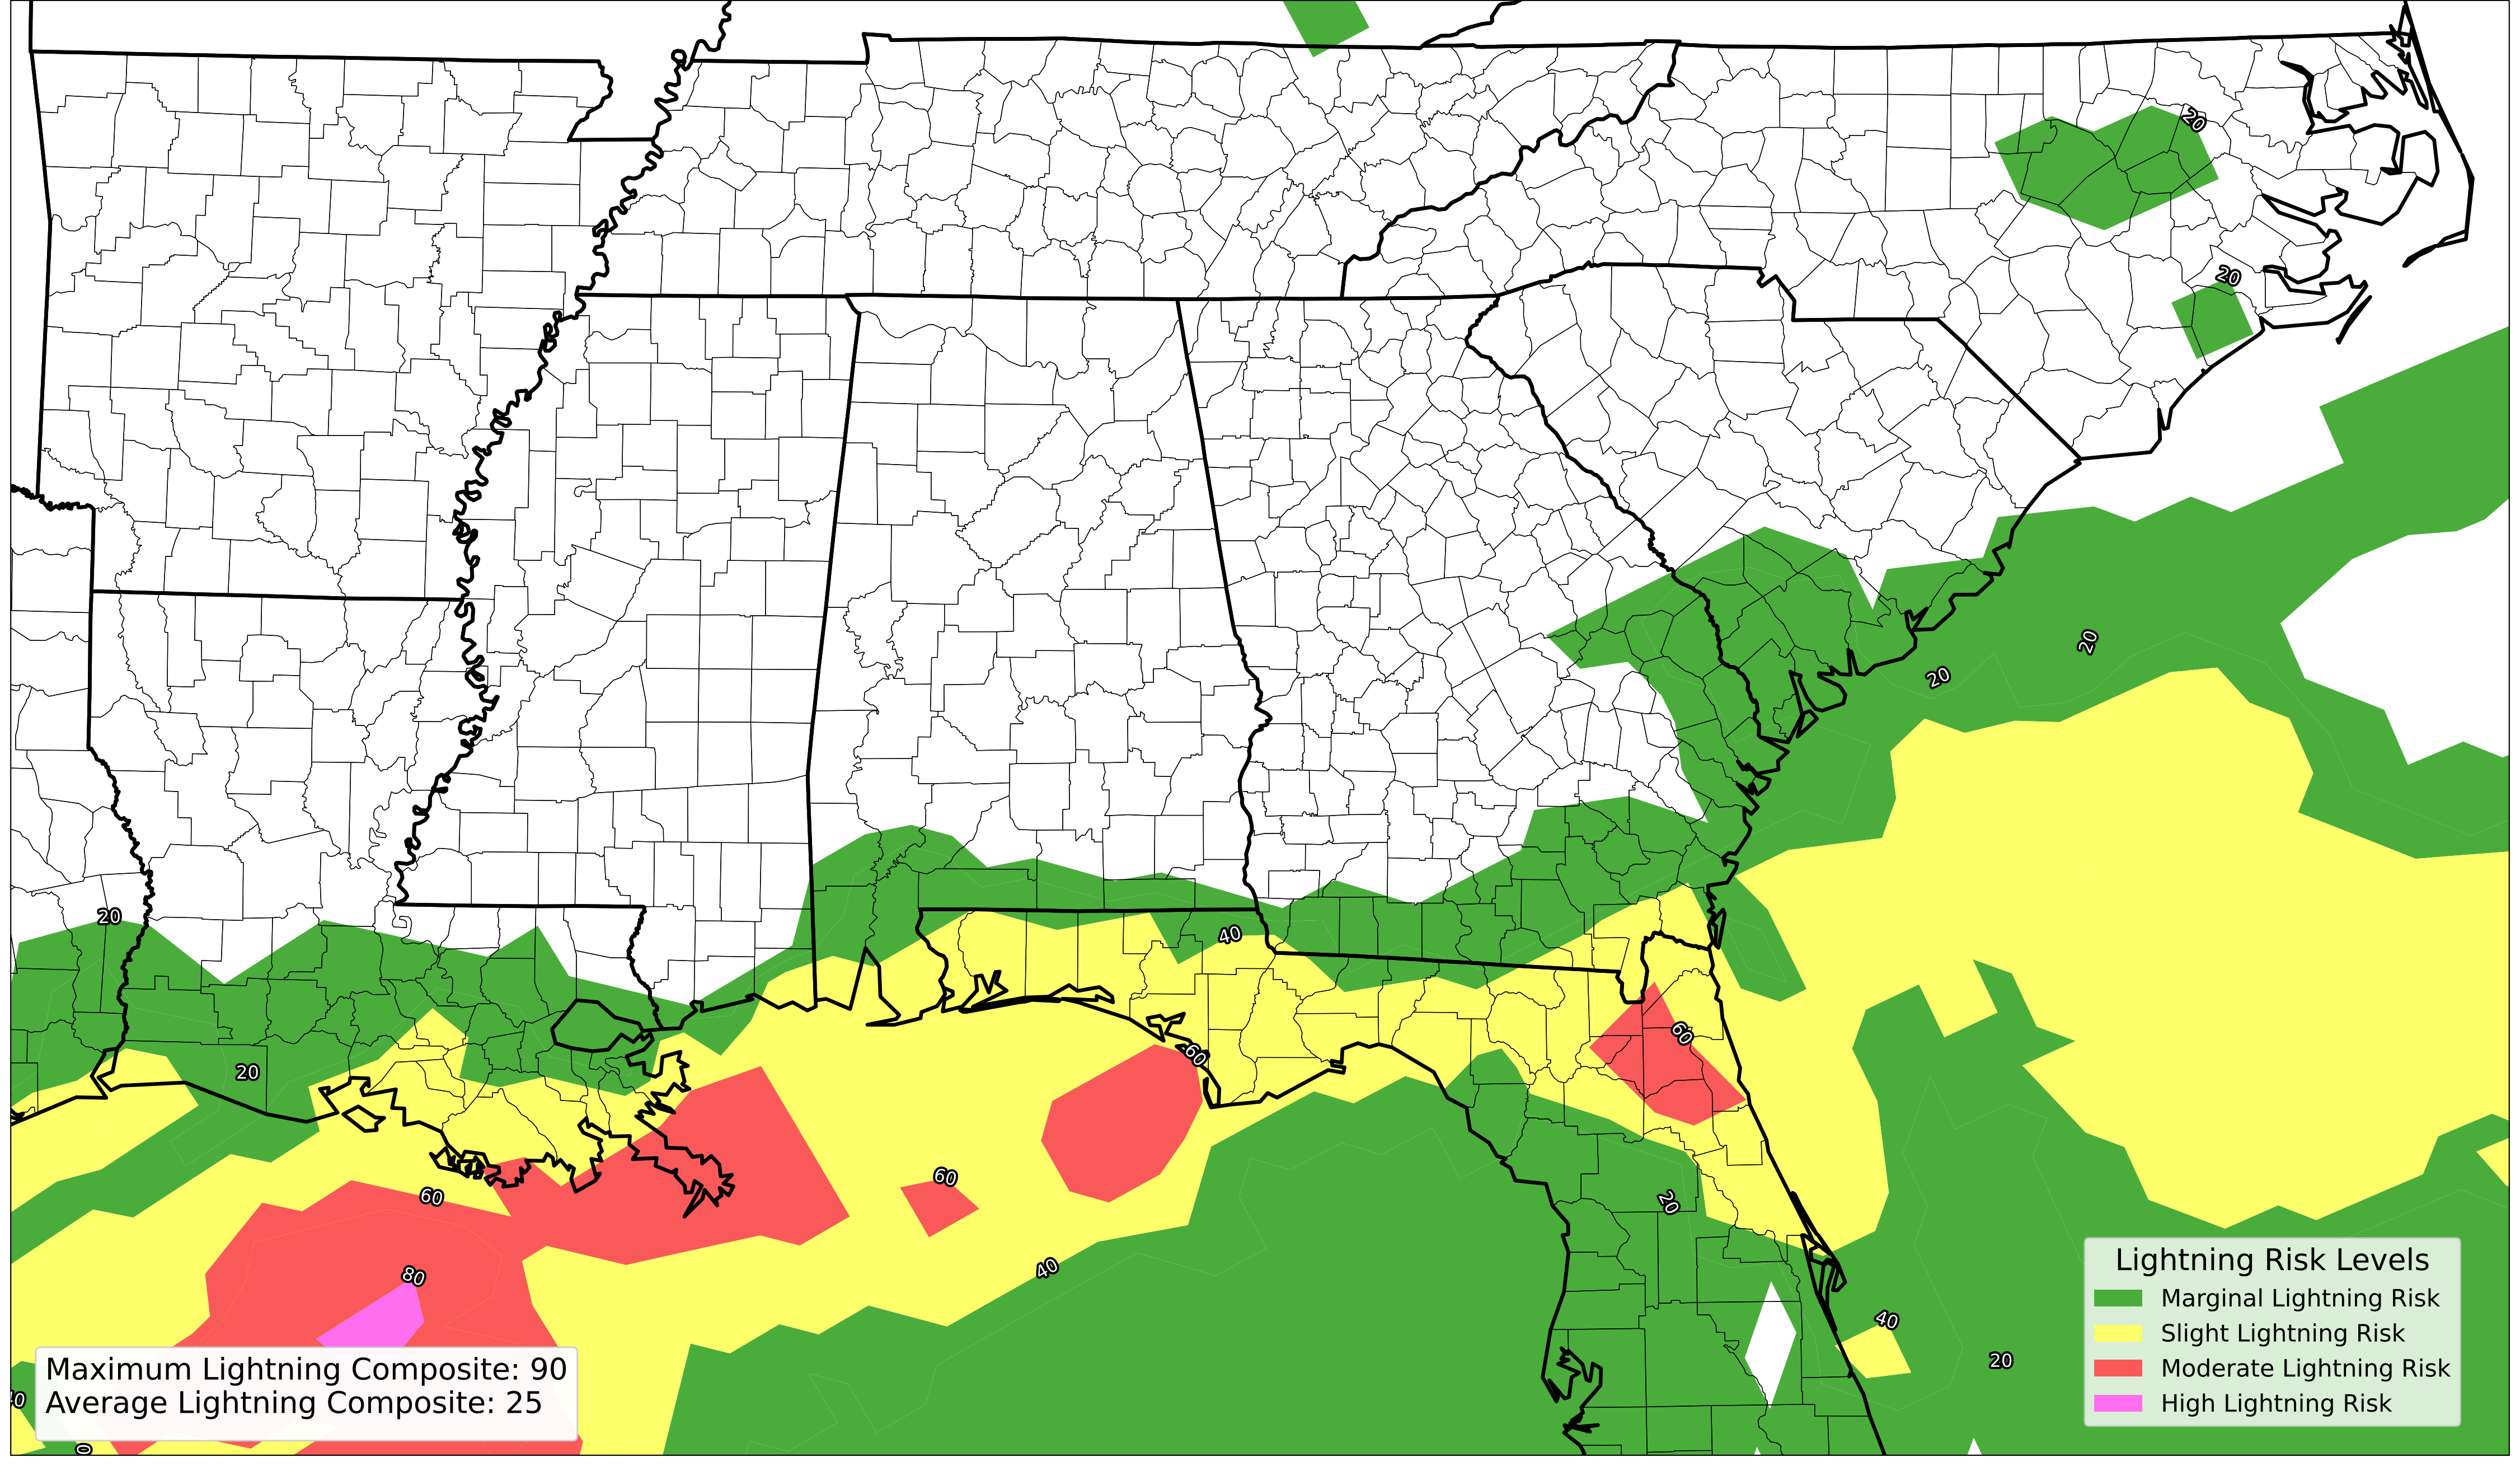 20
20
20
20
20
40
60
20
60
60
60
20
80
40
40
20
Lightning Risk Levels
Marginal Lightning Risk
Slight Lightning Risk
Moderate Lightning Risk
High Lightning Risk
Maximum Lightning Composite: 90
Average Lightning Composite: 25